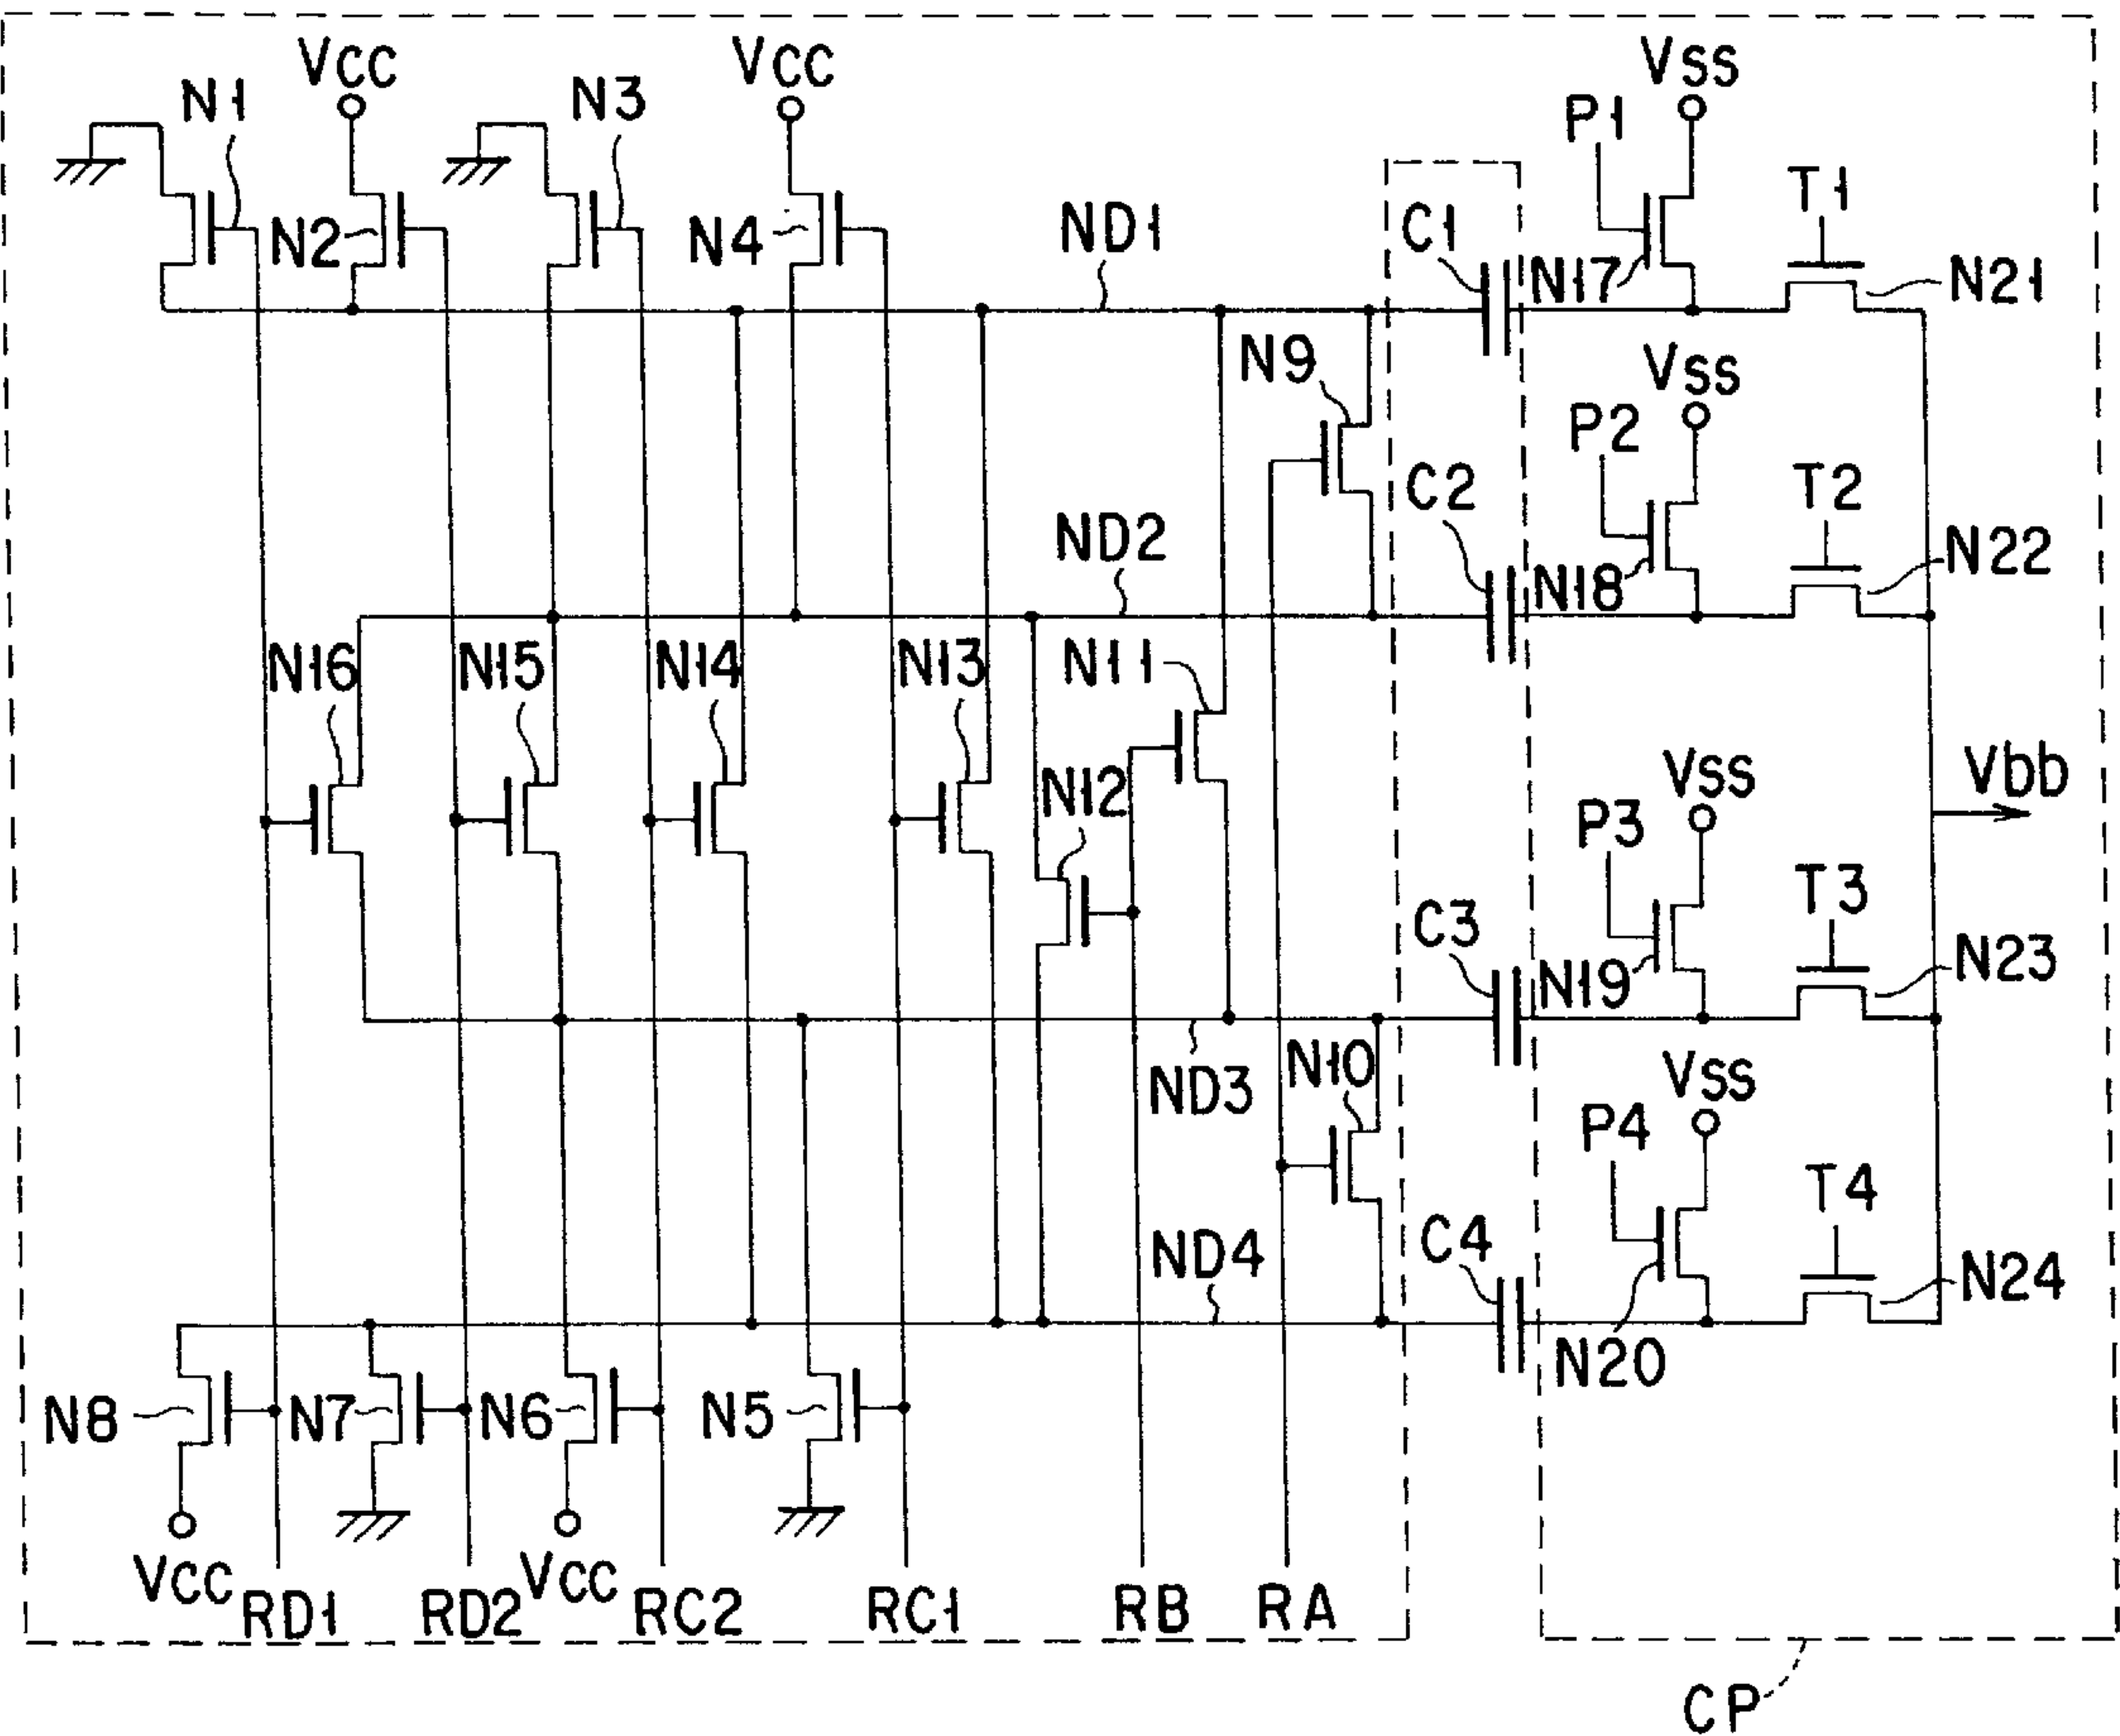 VCC
VCC
VSS
N1
N3
P1
T1
N2
N4
ND1
C1
N17
N21
N9
VSS
P2
C2
T2
ND2
N18
N22
N16
N15
N14
N13
N11
N12
VSS
Vbb
P3
T3
C3
N19
N23
ND3
N10
VSS
P4
T4
ND4
C4
N24
N20
N8
N7
N6
N5
VCC
RD1
RD2
VCC
RC2
RC1
RB
RA
CP